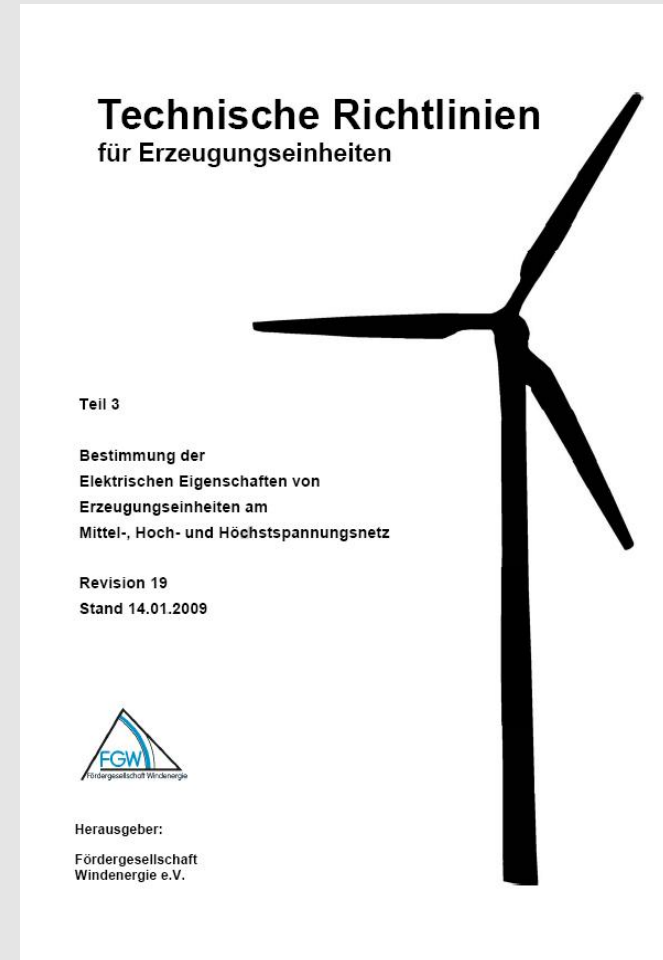 Technische Richtlinien
für Erzeugungseinheiten
Teil 3
Bestimmung der
Elektrischen Eigenschaften von
Erzeugungseinheiten am
Mittel-, Hoch- und Höchstspannungsnetz
Revision 19
Stand 14.01.2009
FGW
Fördergesellschaft Windenergie
Herausgeber:
Fördergesellschaft
Windenergie e.V.